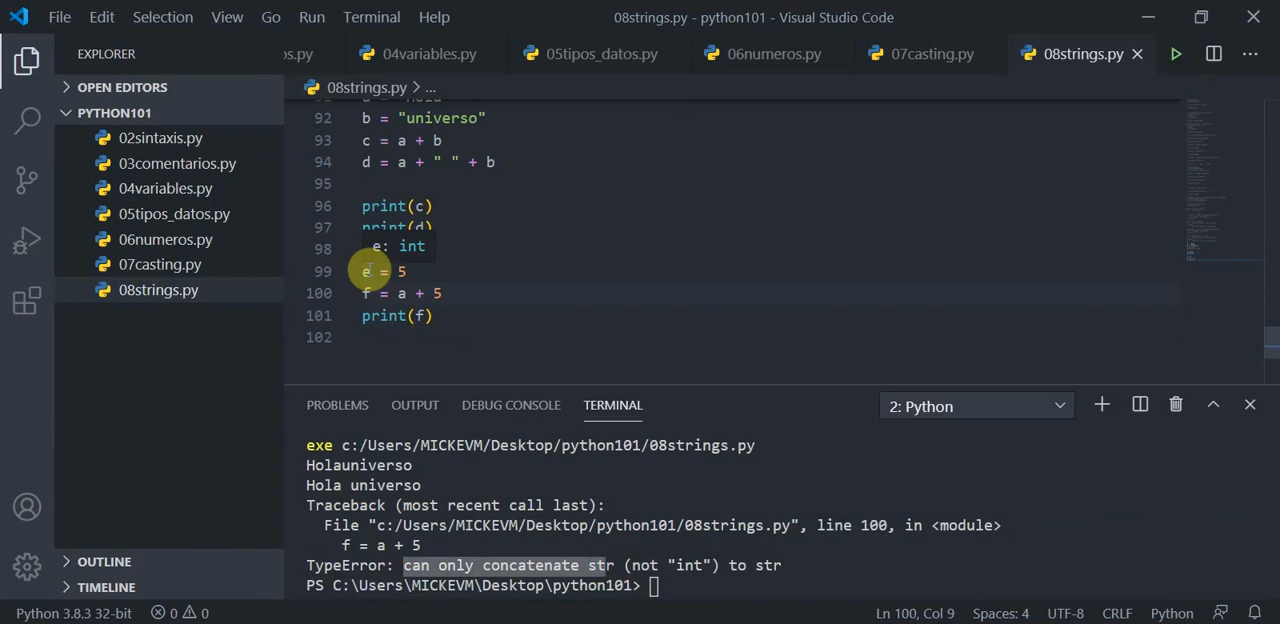 File Edit Selection View Go Run Terminal Help 08strings.py - python101 - Visual Studio Code
EXPLORER os.py 04variables.py 05tipos_datos.py 06numeros.py 07casting.py 08strings.py
OPEN EDITORS
PYTHON101
02sintaxis.py
03comentarios.py
04variables.py
05tipos_datos.py
06numeros.py
07casting.py
08strings.py
OUTLINE
TIMELINE
08strings.py > ...
92 b = "universo"
93 c = a + b
94 d = a + " " + b
95
96 print(c)
97 print(d)
98 e: int
99 e = 5
100 f = a + 5
101 print(f)
102
PROBLEMS OUTPUT DEBUG CONSOLE TERMINAL 2: Python
exe c:/Users/MICKEVM/Desktop/python101/08strings.py
Holauniverso
Hola universo
Traceback (most recent call last):
File "c:/Users/MICKEVM/Desktop/python101/08strings.py", line 100, in <module>
f = a + 5
TypeError: can only concatenate str (not "int") to str
PS C:\Users\MICKEVM\Desktop\python101>
Python 3.8.3 32-bit 0 0 Ln 100, Col 9 Spaces: 4 UTF-8 CRLF Python